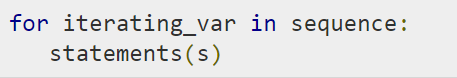 for iterating_var in sequence:
   statements(s)